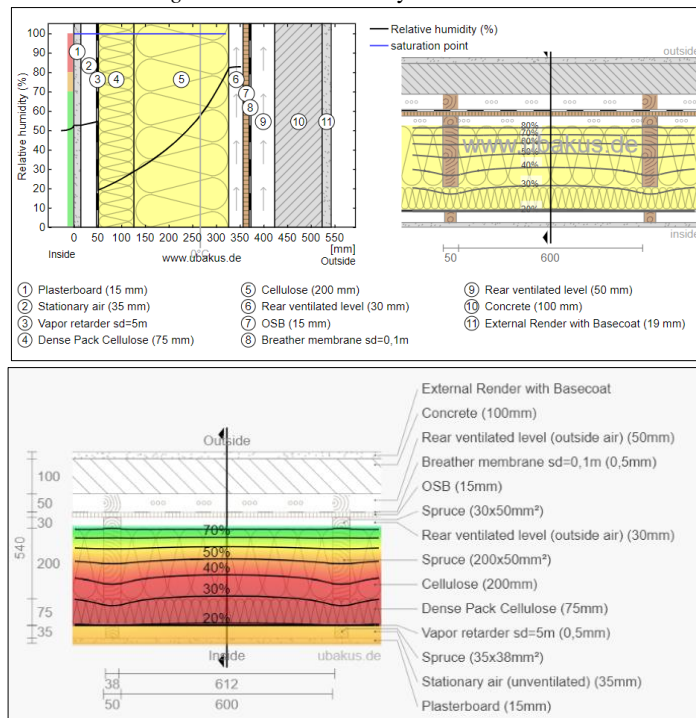 100
90
80
70
60
50
40
30
20
10
0
Relative humidity (%)
1
2
3
4
5
6
7
8
9
10
11
0 50 100 150 200 250 300 350 400 450 500 550 [mm]
0°C
Inside
www.ubakus.de
Outside
Relative humidity (%)
saturation point
outside
80%
70%
60%
50%
40%
30%
20%
www.ubakus.de
inside
50
600
1 Plasterboard (15 mm)
2 Stationary air (35 mm)
3 Vapor retarder sd=5m
4 Dense Pack Cellulose (75 mm)
5 Cellulose (200 mm)
6 Rear ventilated level (30 mm)
7 OSB (15 mm)
8 Breather membrane sd=0,1m
9 Rear ventilated level (50 mm)
10 Concrete (100 mm)
11 External Render with Basecoat (19 mm)
Outside
540
100
50
30
200
75
35
70%
50%
40%
30%
20%
Inside
ubakus.de
38
612
50
600
External Render with Basecoat
Concrete (100mm)
Rear ventilated level (outside air) (50mm)
Breather membrane sd=0,1m (0,5mm)
OSB (15mm)
Spruce (30x50mm²)
Rear ventilated level (outside air) (30mm)
Spruce (200x50mm²)
Cellulose (200mm)
Dense Pack Cellulose (75mm)
Vapor retarder sd=5m (0,5mm)
Spruce (35x38mm²)
Stationary air (unventilated) (35mm)
Plasterboard (15mm)